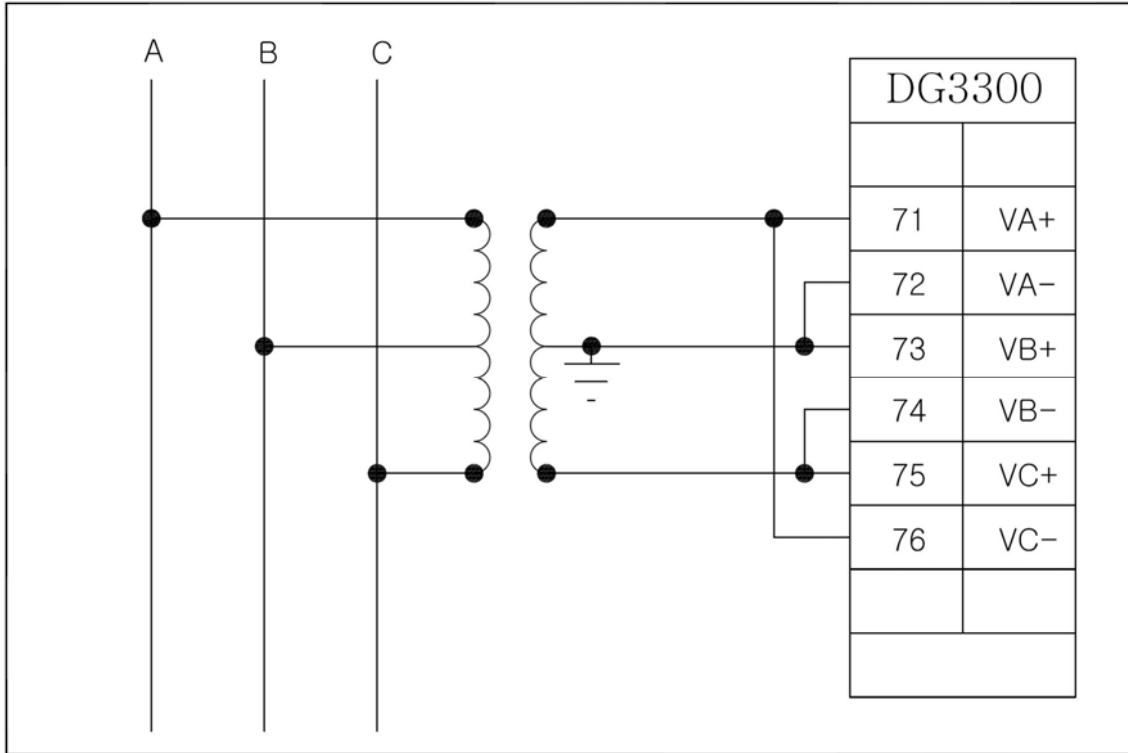 A B C
DG3300
71 VA+
72 VA-
73 VB+
74 VB-
75 VC+
76 VC-